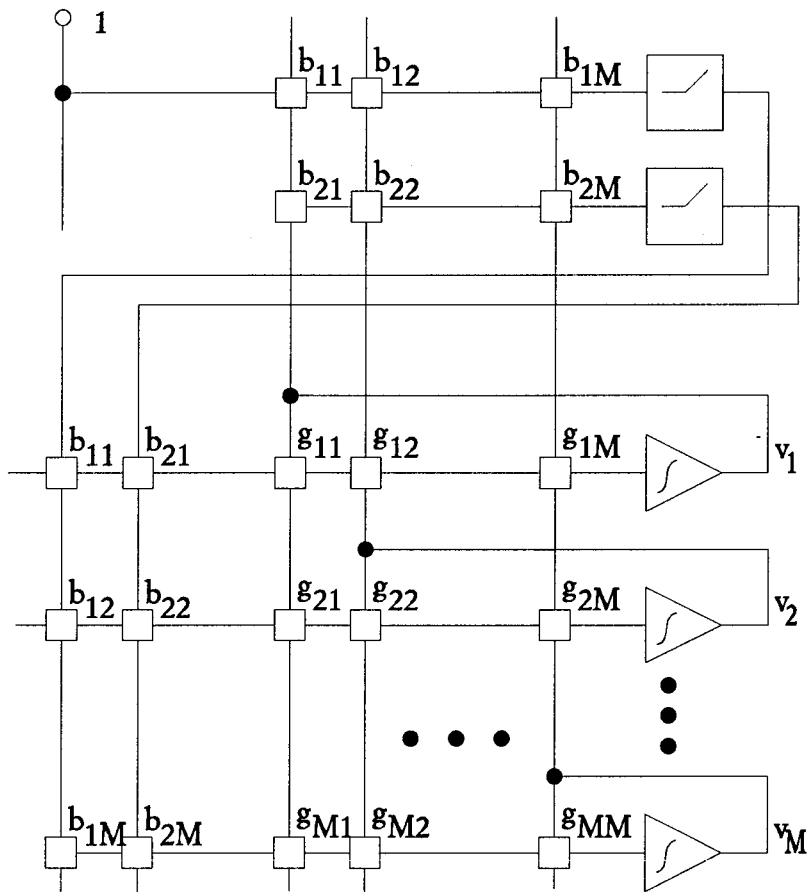 1
b11 b12 b1M
b21 b22 b2M
b11 b21 g11 g12 g1M v1
b12 b22 g21 g22 g2M v2
b1M b2M gM1 gM2 gMM vM